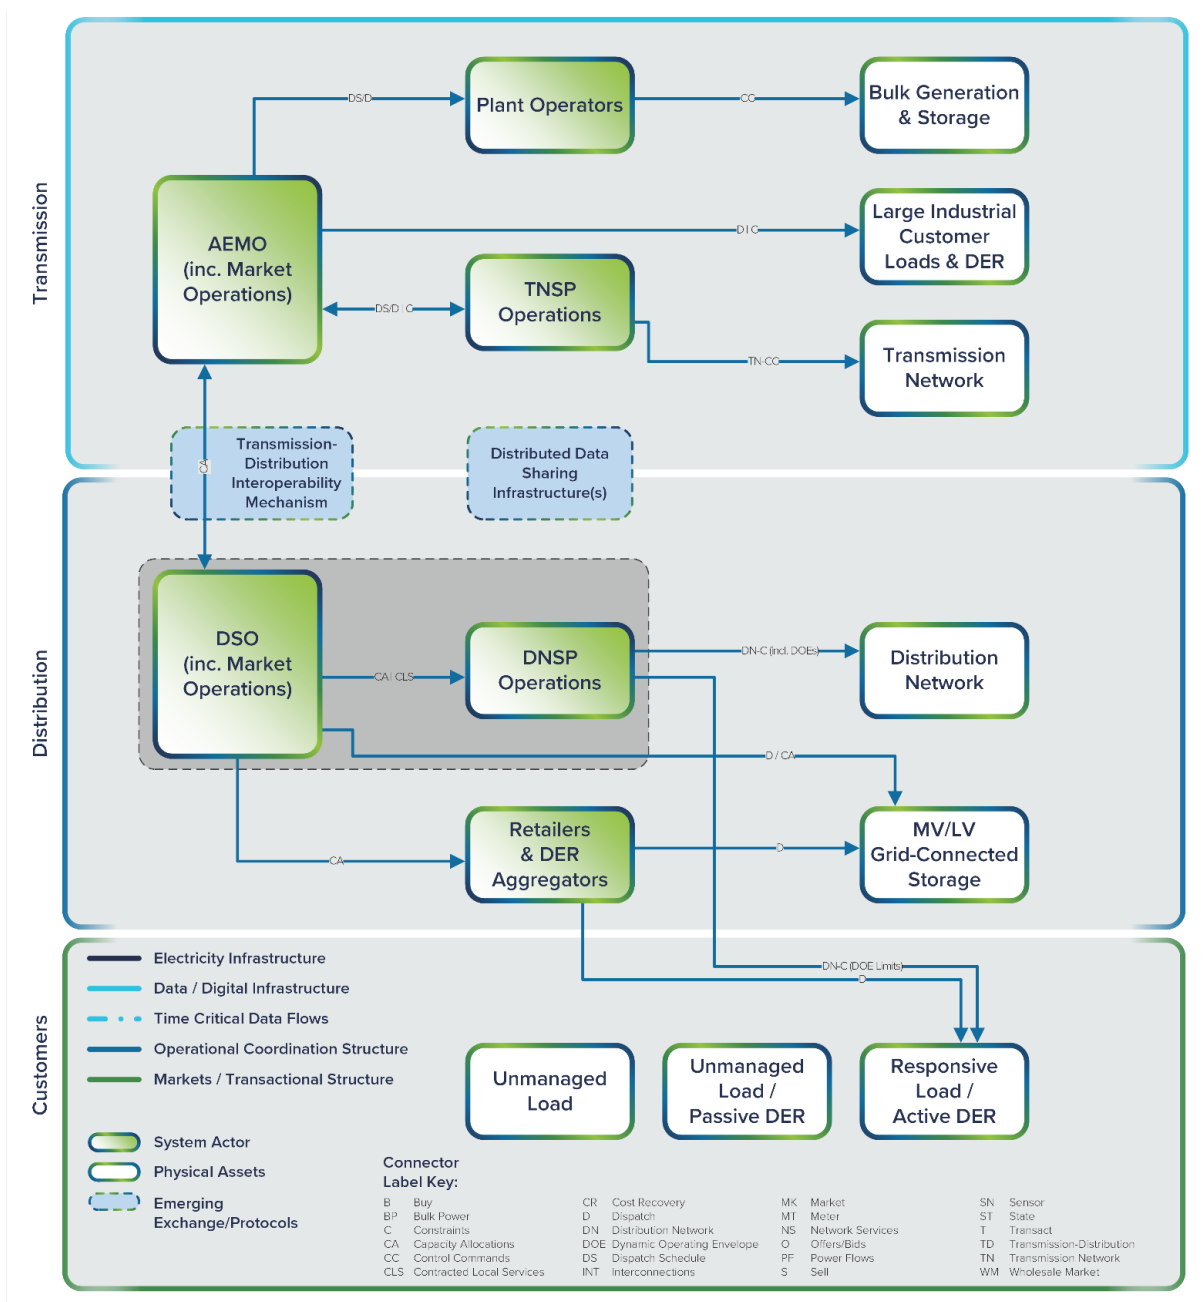 Transmission
Plant Operators
Bulk Generation
& Storage
DS/D
CC
AEMO
(inc. Market
Operations)
Large Industrial
Customer
Loads & DER
D | C
TNSP
Operations
DS/D | C
Transmission
Network
TN-CC
Transmission-
Distribution
Interoperability
Mechanism
CA
Distributed Data
Sharing
Infrastructure(s)
Distribution
DSO
(inc. Market
Operations)
CA | CLS
DNSP
Operations
DN-C (incl. DOEs)
Distribution
Network
D / CA
Retailers
& DER
Aggregators
CA
D
MV/LV
Grid-Connected
Storage
Customers
Electricity Infrastructure
Data / Digital Infrastructure
Time Critical Data Flows
Operational Coordination Structure
Markets / Transactional Structure
DN-C (DOE Limits)
D
Unmanaged
Load
Unmanaged
Load /
Passive DER
Responsive
Load /
Active DER
System Actor
Physical Assets
Emerging
Exchange/Protocols
Connector
Label Key:
B Buy
BP Bulk Power
C Constraints
CA Capacity Allocations
CC Control Commands
CLS Contracted Local Services
CR Cost Recovery
D Dispatch
DN Distribution Network
DOE Dynamic Operating Envelope
DS Dispatch Schedule
INT Interconnections
MK Market
MT Meter
NS Network Services
O Offers/Bids
PF Power Flows
S Sell
SN Sensor
ST State
T Transact
TD Transmission-Distribution
TN Transmission Network
WM Wholesale Market